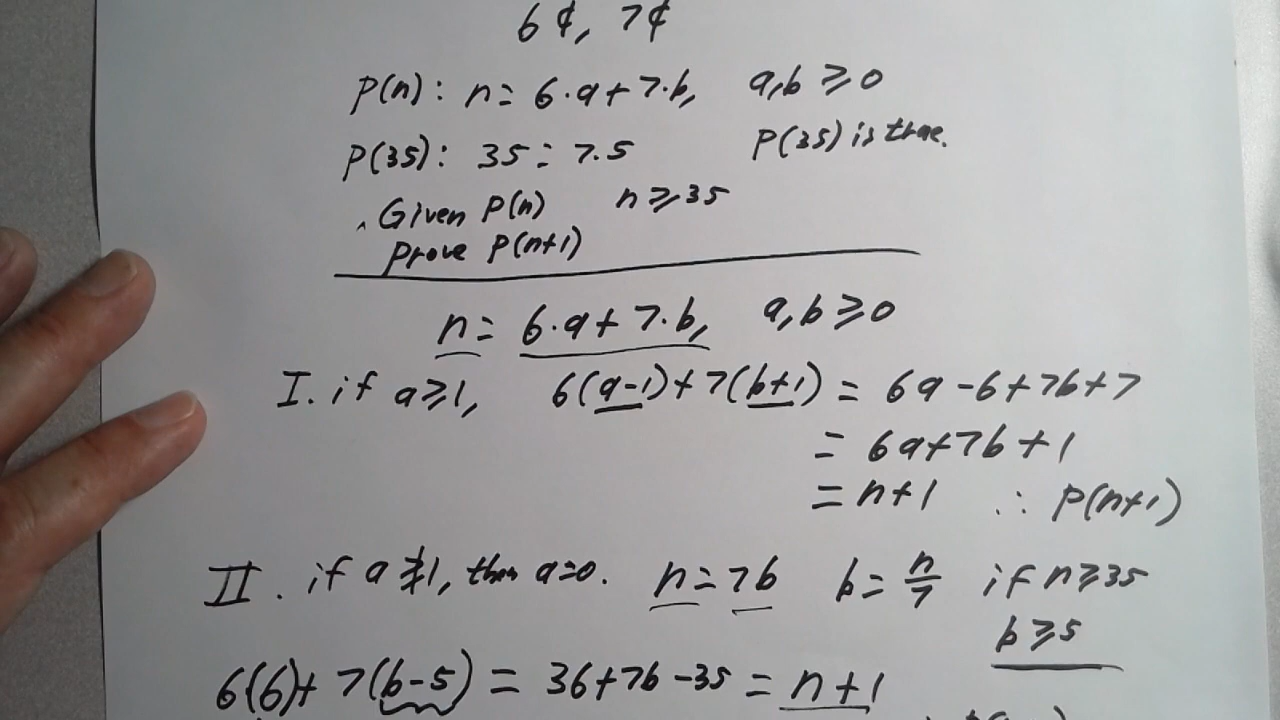 6¢, 7¢
P(n): n = 6·a + 7·b, a,b ≥ 0
P(35): 35 = 7·5 P(35) is true.
Given P(n) n ≥ 35
Prove P(n+1)
n = 6·a + 7·b, a,b ≥ 0
I. if a ≥ 1, 6(a-1) + 7(b+1) = 6a - 6 + 7b + 7
= 6a + 7b + 1
= n+1 ∴ P(n+1)
II. if a ≱ 1, then a=0. n = 7b b = n/7 if n ≥ 35
b ≥ 5
6(6) + 7(b-5) = 36 + 7b - 35 = n+1